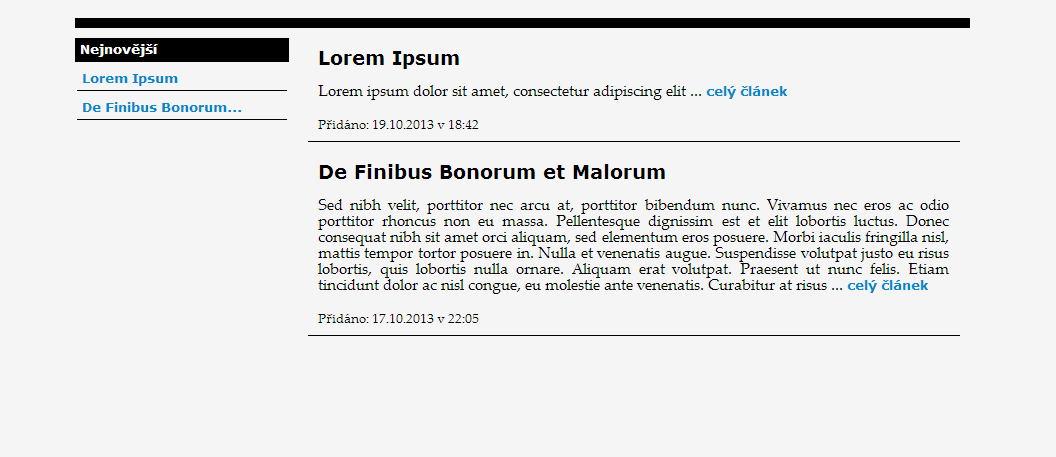 Nejnovější
Lorem Ipsum
De Finibus Bonorum...
Lorem Ipsum
Lorem ipsum dolor sit amet, consectetur adipiscing elit ... celý článek
Přidáno: 19.10.2013 v 18:42
De Finibus Bonorum et Malorum
Sed nibh velit, porttitor nec arcu at, porttitor bibendum nunc. Vivamus nec eros ac odio
porttitor rhoncus non eu massa. Pellentesque dignissim est et elit lobortis luctus. Donec
consequat nibh sit amet orci aliquam, sed elementum eros posuere. Morbi iaculis fringilla nisl,
mattis tempor tortor posuere in. Nulla et venenatis augue. Suspendisse volutpat justo eu risus
lobortis, quis lobortis nulla ornare. Aliquam erat volutpat. Praesent ut nunc felis. Etiam
tincidunt dolor ac nisl congue, eu molestie ante venenatis. Curabitur at risus ... celý článek
Přidáno: 17.10.2013 v 22:05